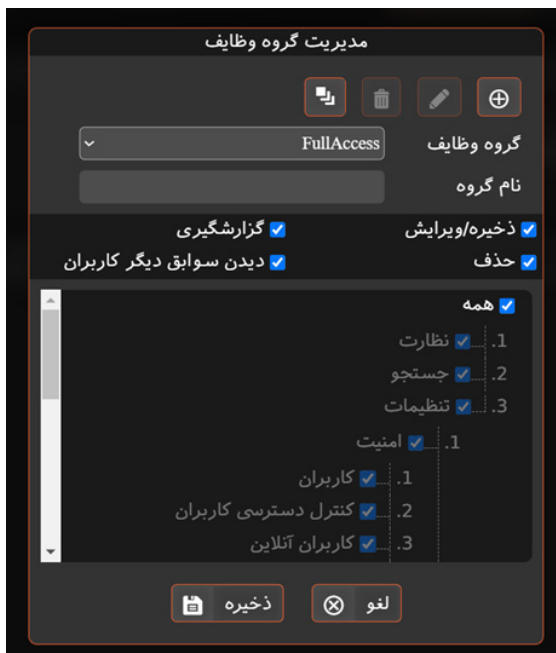 مدیریت گروه وظایف
گروه وظایف FullAccess
نام گروه
ذخیره/ویرایش گزارشگیری
حذف دیدن سوابق دیگر کاربران
همه
1. نظارت
2. جستجو
3. تنظیمات
1. امنیت
1. کاربران
2. کنترل دسترسی کاربران
3. کاربران آنلاین
لغو ذخیره